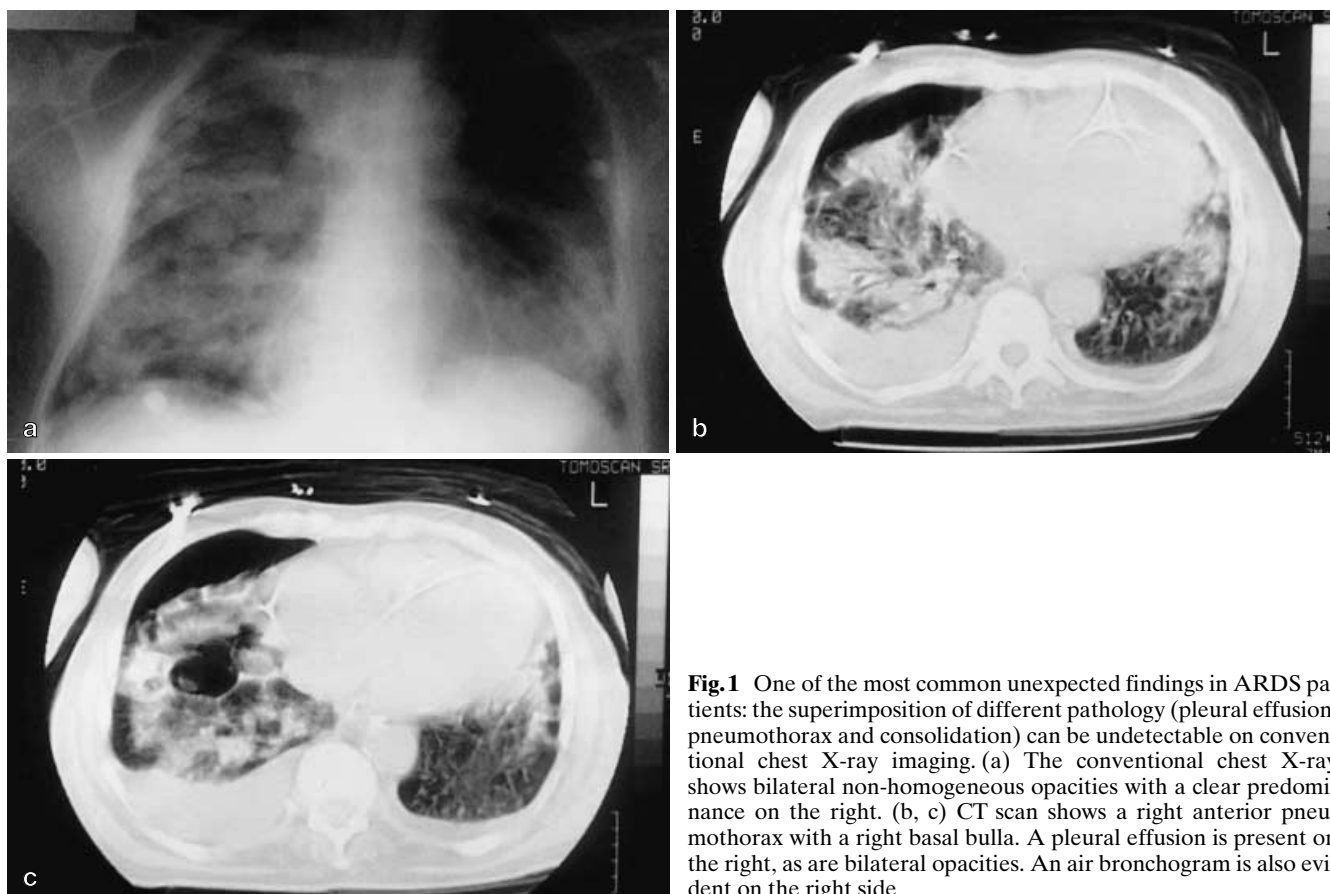 a
TOMOSCAN S
L
E
b
512
TOMOSCAN SR
L
c
Fig. 1 One of the most common unexpected findings in ARDS pa-
tients: the superimposition of different pathology (pleural effusion
pneumothorax and consolidation) can be undetectable on conven-
tional chest X-ray imaging. (a) The conventional chest X-ray
shows bilateral non-homogeneous opacities with a clear predomi-
nance on the right. (b, c) CT scan shows a right anterior pneu-
mothorax with a right basal bulla. A pleural effusion is present on
the right, as are bilateral opacities. An air bronchogram is also evi-
dent on the right side